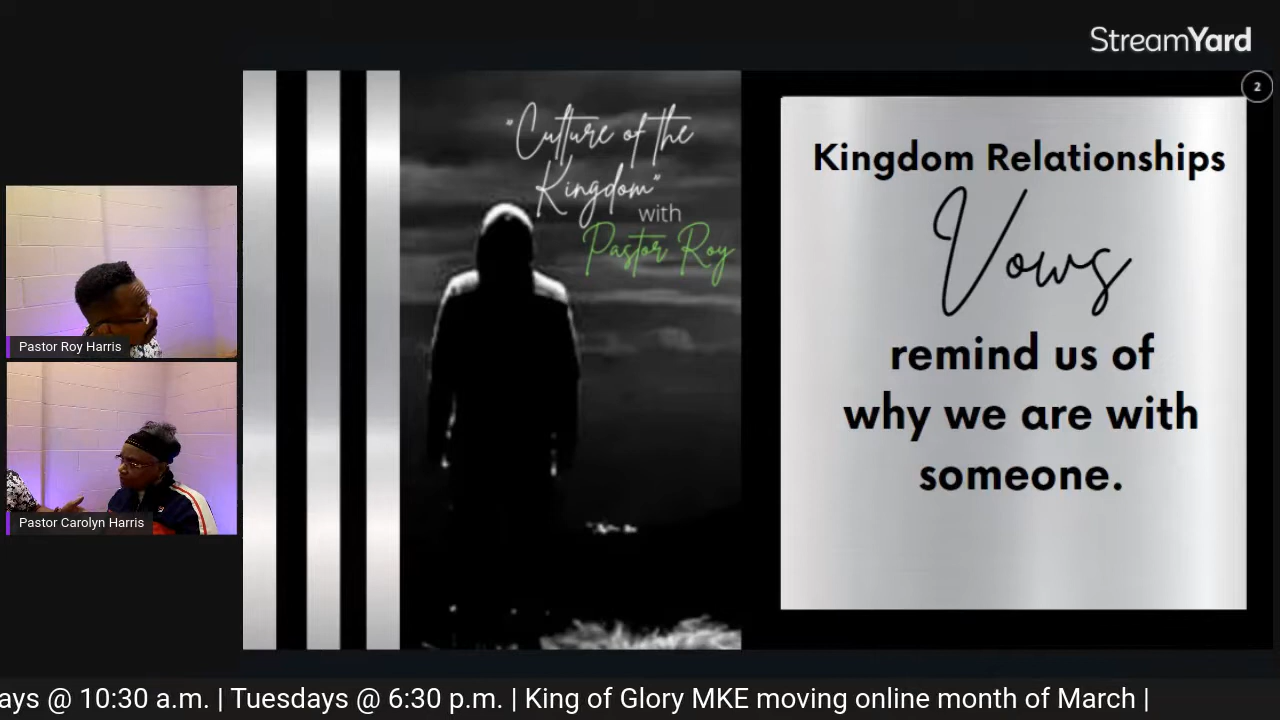 StreamYard
2
"Culture of the
Kingdom"
with
Pastor Roy
Kingdom Relationships
Vows
remind us of
why we are with
someone.
Pastor Roy Harris
Pastor Carolyn Harris
ays @ 10:30 a.m. | Tuesdays @ 6:30 p.m. | King of Glory MKE moving online month of March |